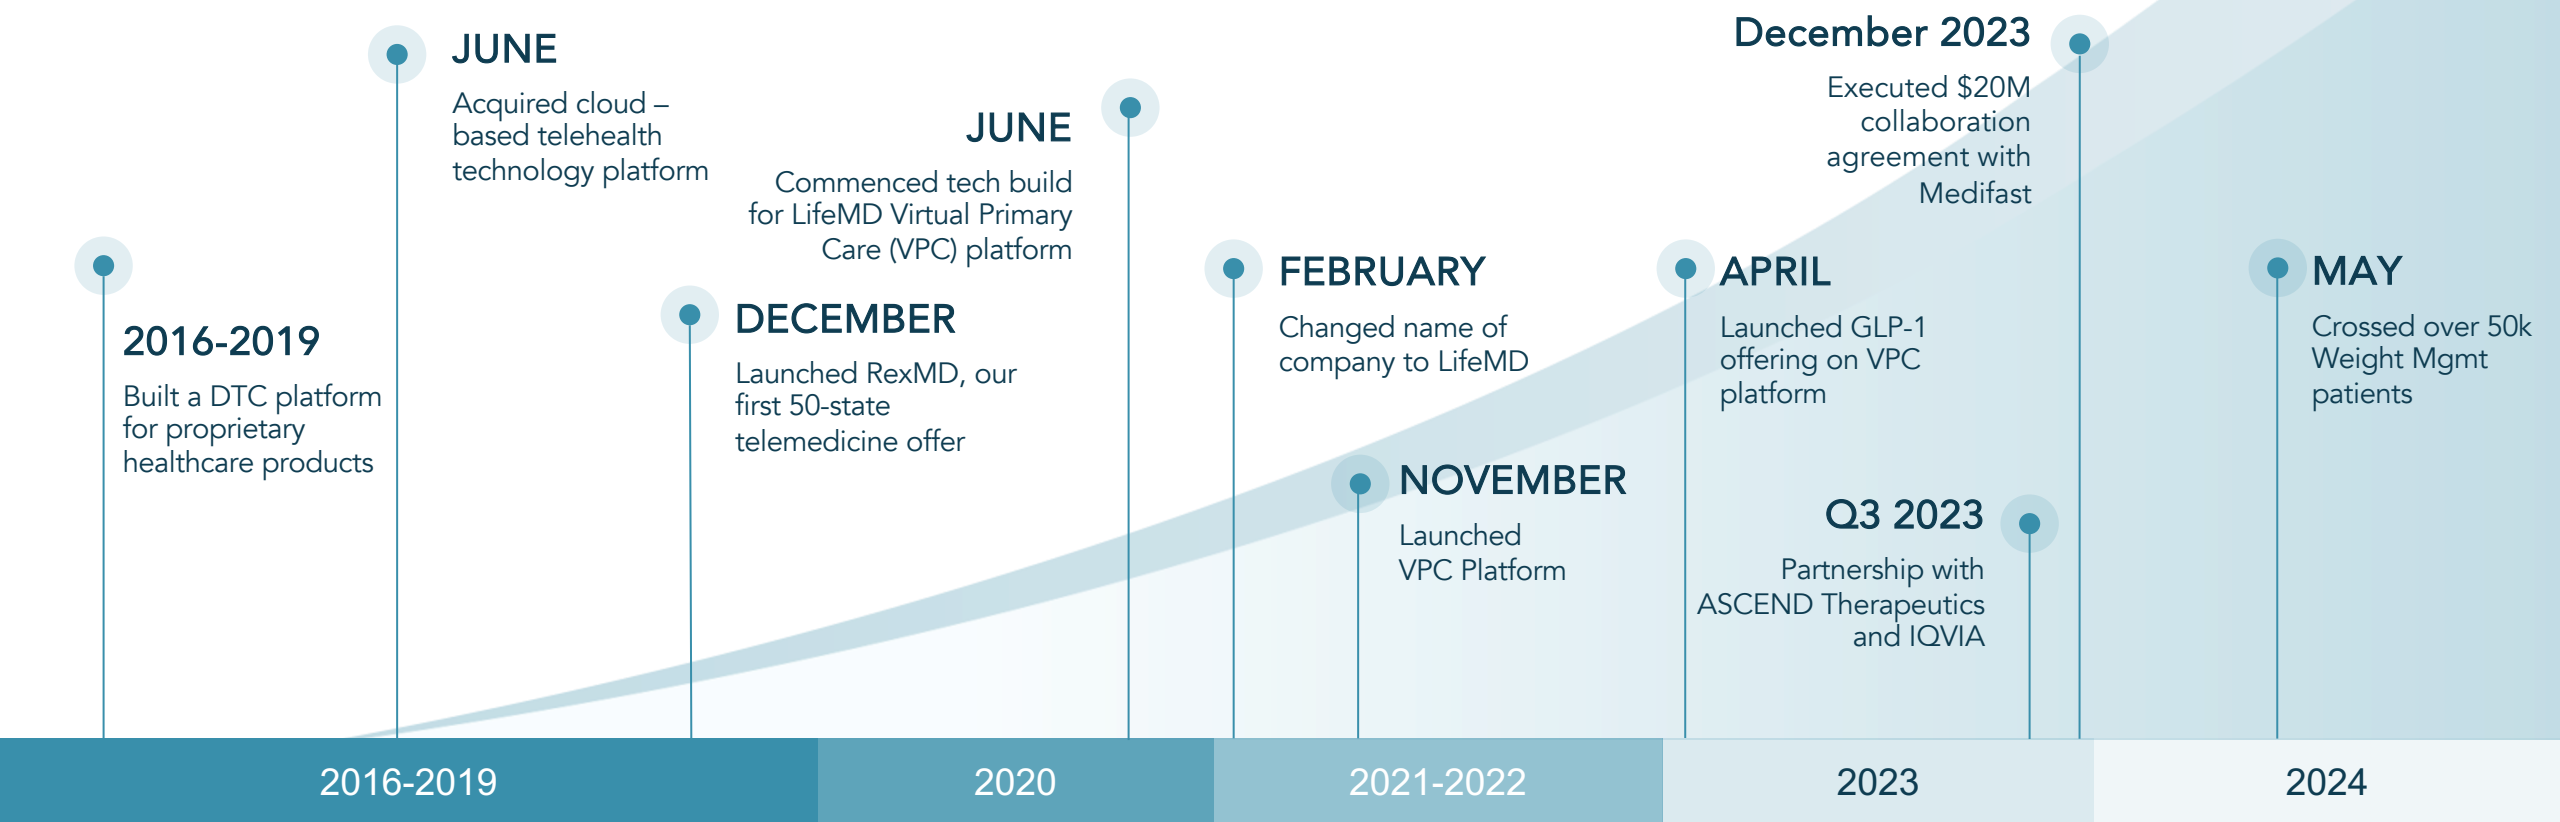 2016-2019
Built a DTC platform
for proprietary
healthcare products
JUNE
Acquired cloud –
based telehealth
technology platform
DECEMBER
Launched RexMD, our
first 50-state
telemedicine offer
JUNE
Commenced tech build
for LifeMD Virtual Primary
Care (VPC) platform
FEBRUARY
Changed name of
company to LifeMD
NOVEMBER
Launched
VPC Platform
APRIL
Launched GLP-1
offering on VPC
platform
Q3 2023
Partnership with
ASCEND Therapeutics
and IQVIA
December 2023
Executed $20M
collaboration
agreement with
Medifast
MAY
Crossed over 50k
Weight Mgmt
patients
2016-2019
2020
2021-2022
2023
2024